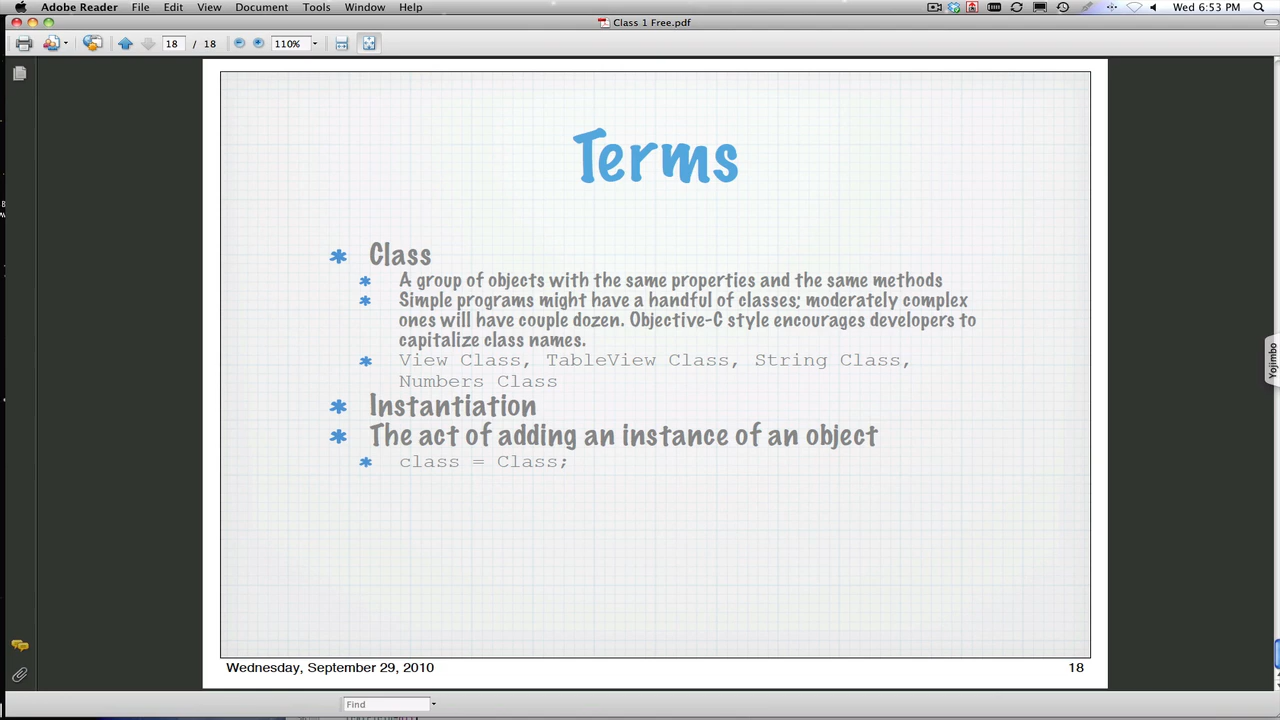 Adobe Reader File Edit View Document Tools Window Help Wed 6:53 PM
Class 1 Free.pdf
18 / 18 110%
Terms
Class
A group of objects with the same properties and the same methods
Simple programs might have a handful of classes; moderately complex
ones will have couple dozen. Objective-C style encourages developers to
capitalize class names.
View Class, TableView Class, String Class,
Numbers Class
Instantiation
The act of adding an instance of an object
class = Class;
Yojimbo
Wednesday, September 29, 2010 18
Find